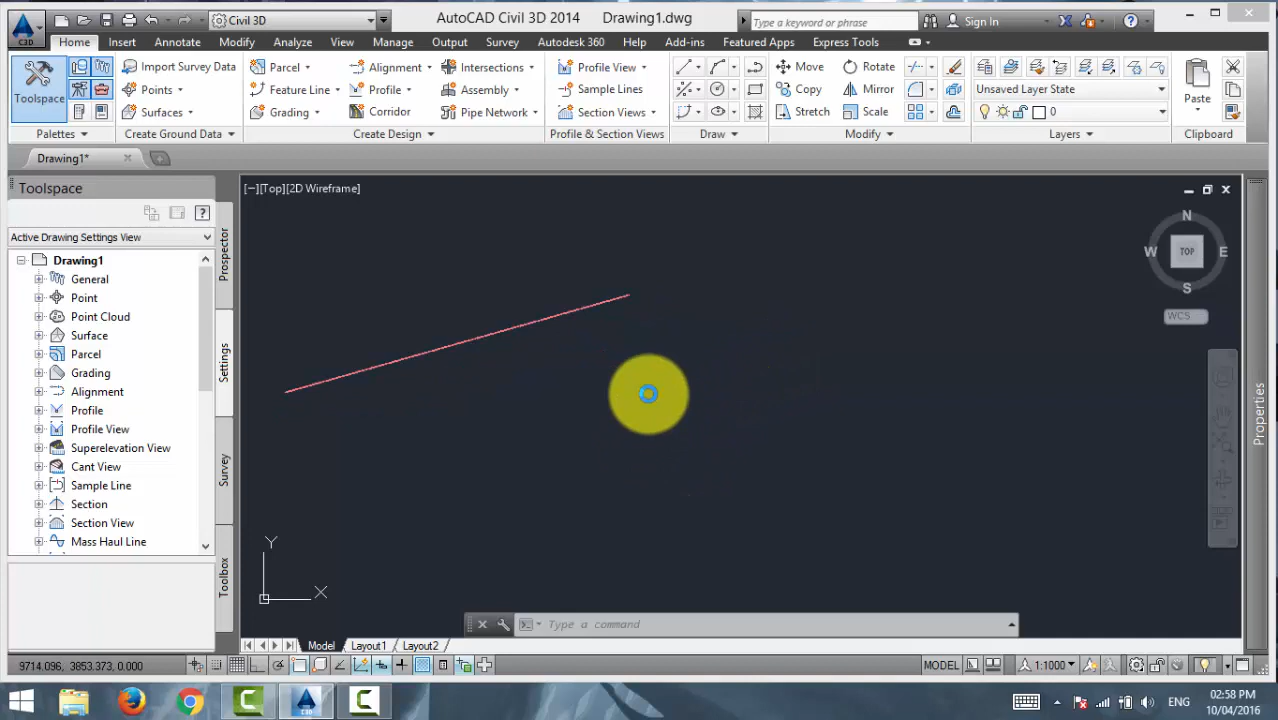 Civil 3D
AutoCAD Civil 3D 2014 Drawing1.dwg
Type a keyword or phrase
Sign In
Home Insert Annotate Modify Analyze View Manage Output Survey Autodesk 360 Help Add-ins Featured Apps Express Tools
Toolspace
Palettes
Import Survey Data
Points
Surfaces
Create Ground Data
Parcel
Feature Line
Grading
Alignment
Profile
Corridor
Intersections
Assembly
Pipe Network
Create Design
Profile View
Sample Lines
Section Views
Profile & Section Views
Draw
Move
Copy
Stretch
Rotate
Mirror
Scale
Modify
Unsaved Layer State
0
Layers
Paste
Clipboard
Drawing1*
Toolspace
Active Drawing Settings View
Drawing1
General
Point
Point Cloud
Surface
Parcel
Grading
Alignment
Profile
Profile View
Superelevation View
Cant View
Sample Line
Section
Section View
Mass Haul Line
Prospector
Settings
Survey
Toolbox
[−][Top][2D Wireframe]
N
W TOP E
S
WCS
Properties
Y
X
Type a command
Model Layout1 Layout2
9714.096, 3853.373, 0.000
MODEL
1:1000
C3D
ENG
02:58 PM
10/04/2016